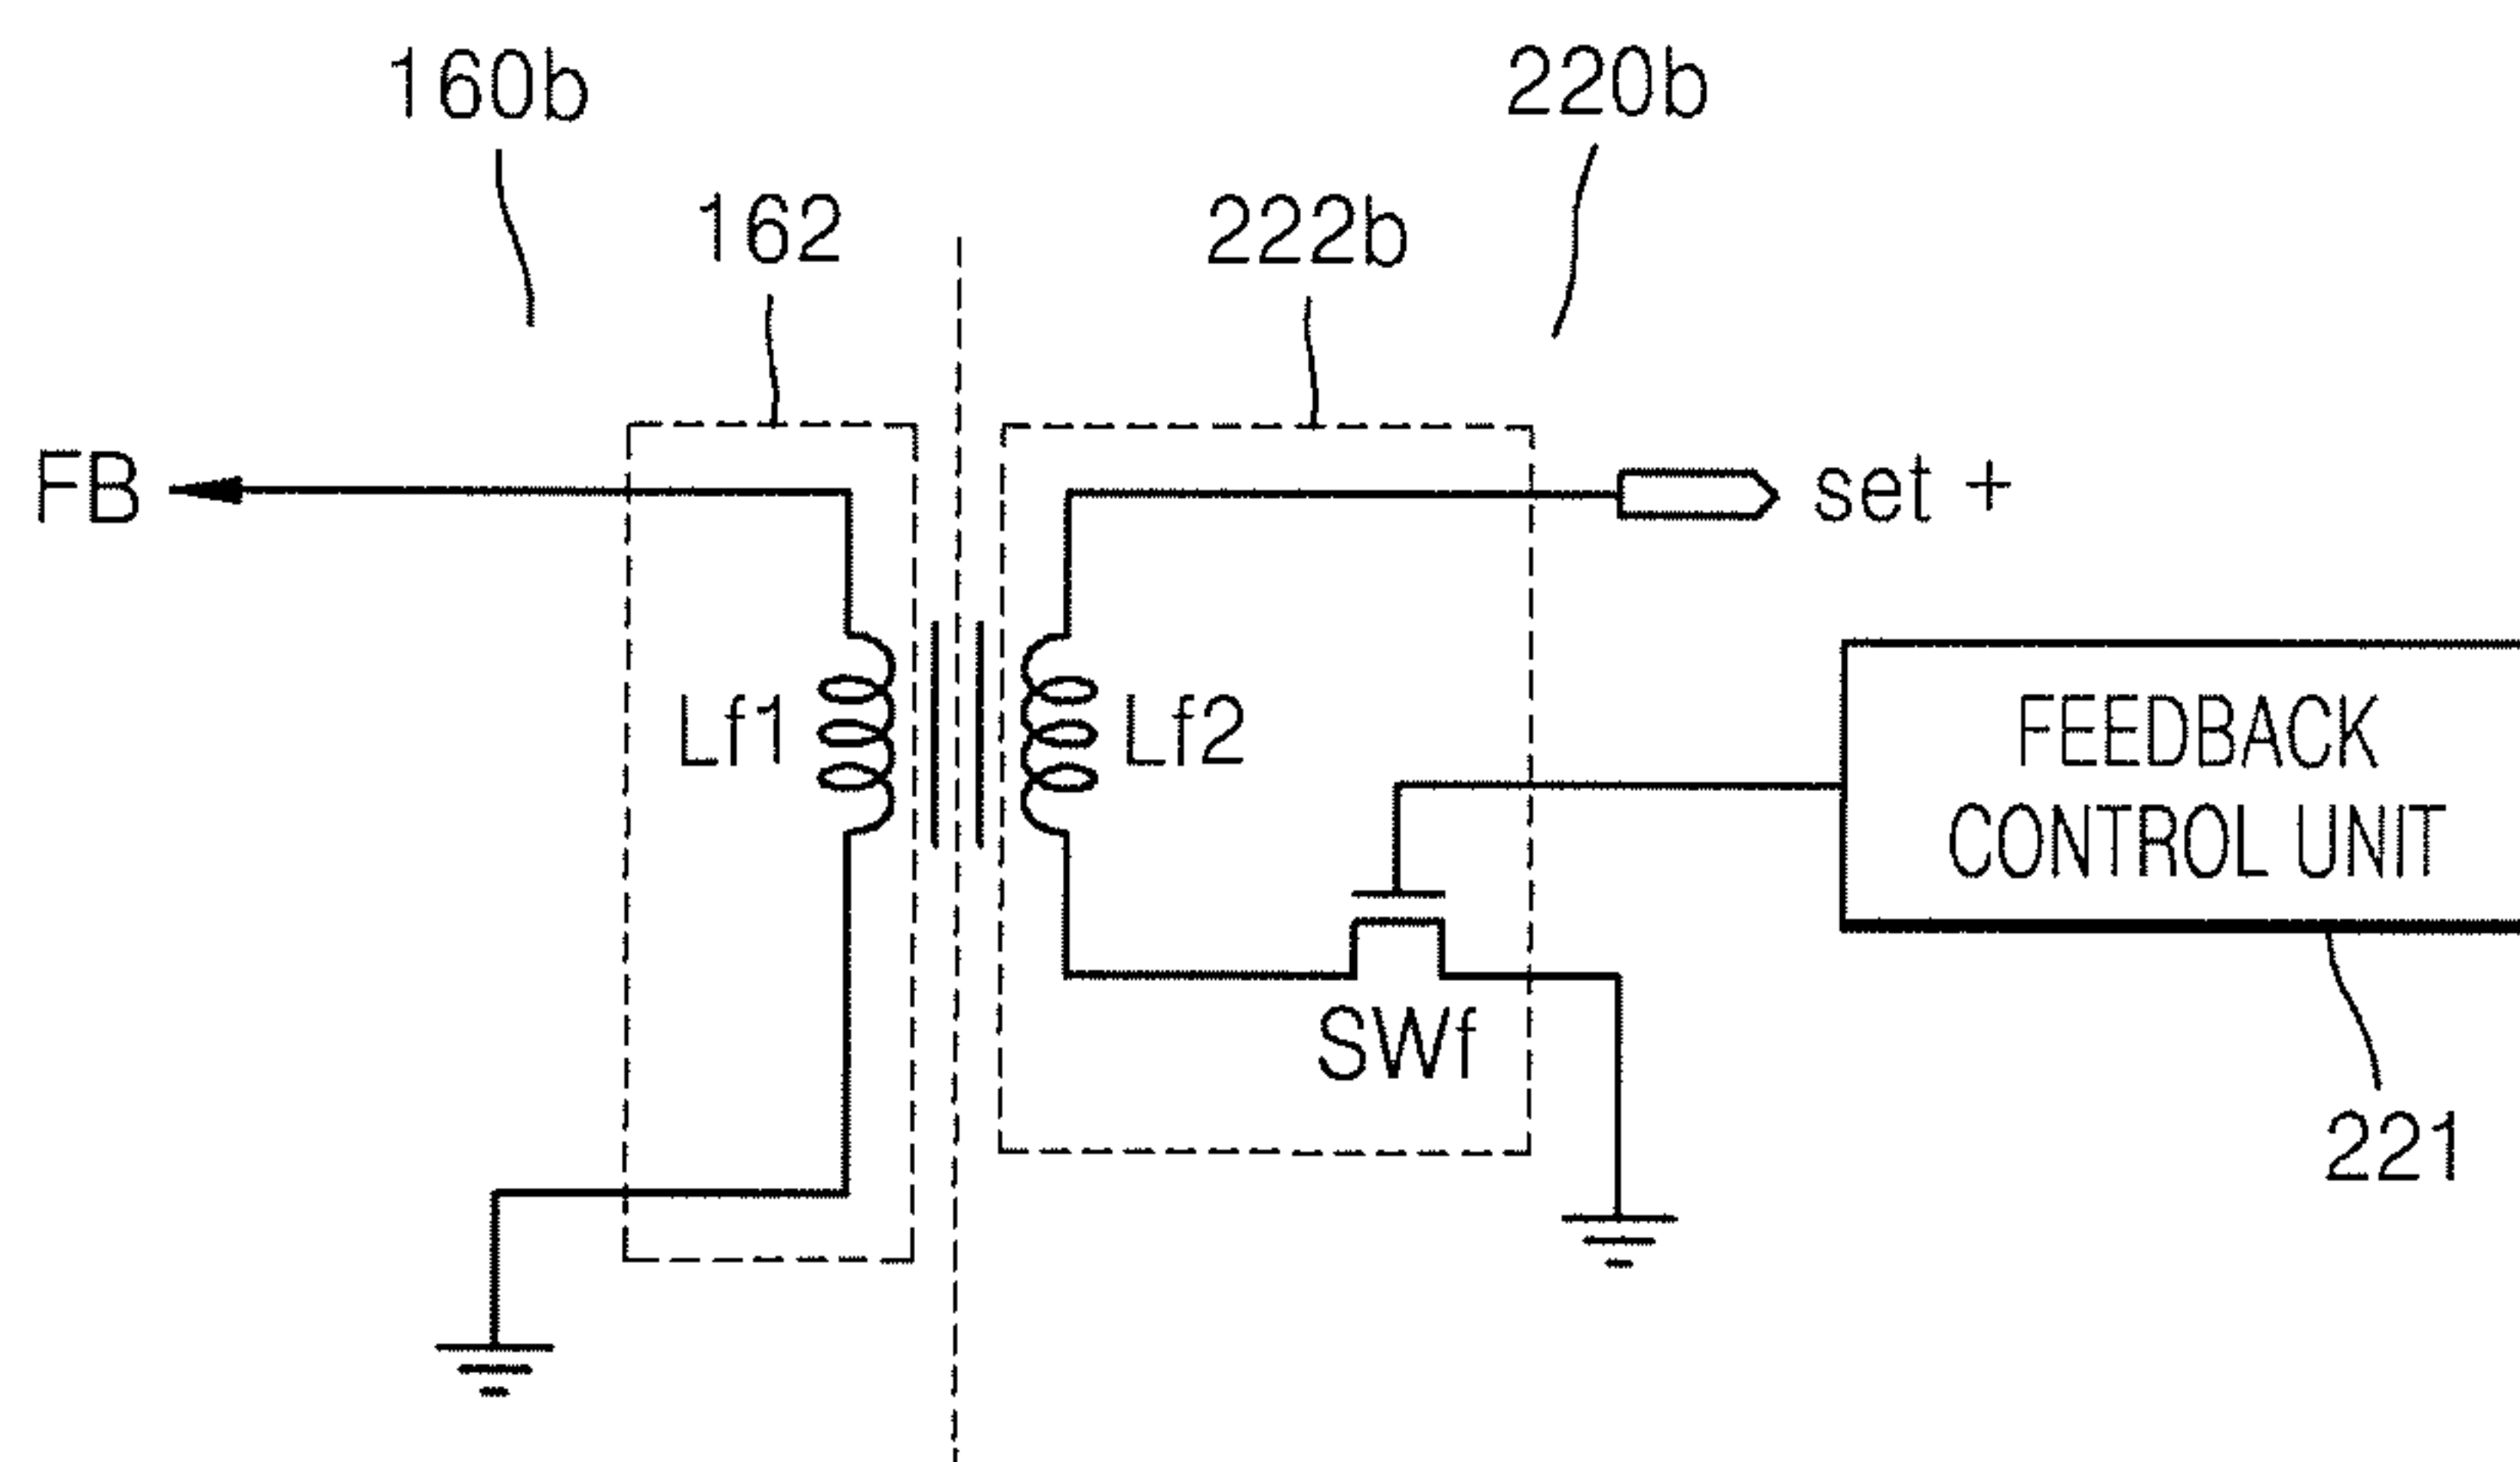 160b
220b
162
222b
FB
set +
Lf1
Lf2
FEEDBACK
CONTROL UNIT
SWf
221